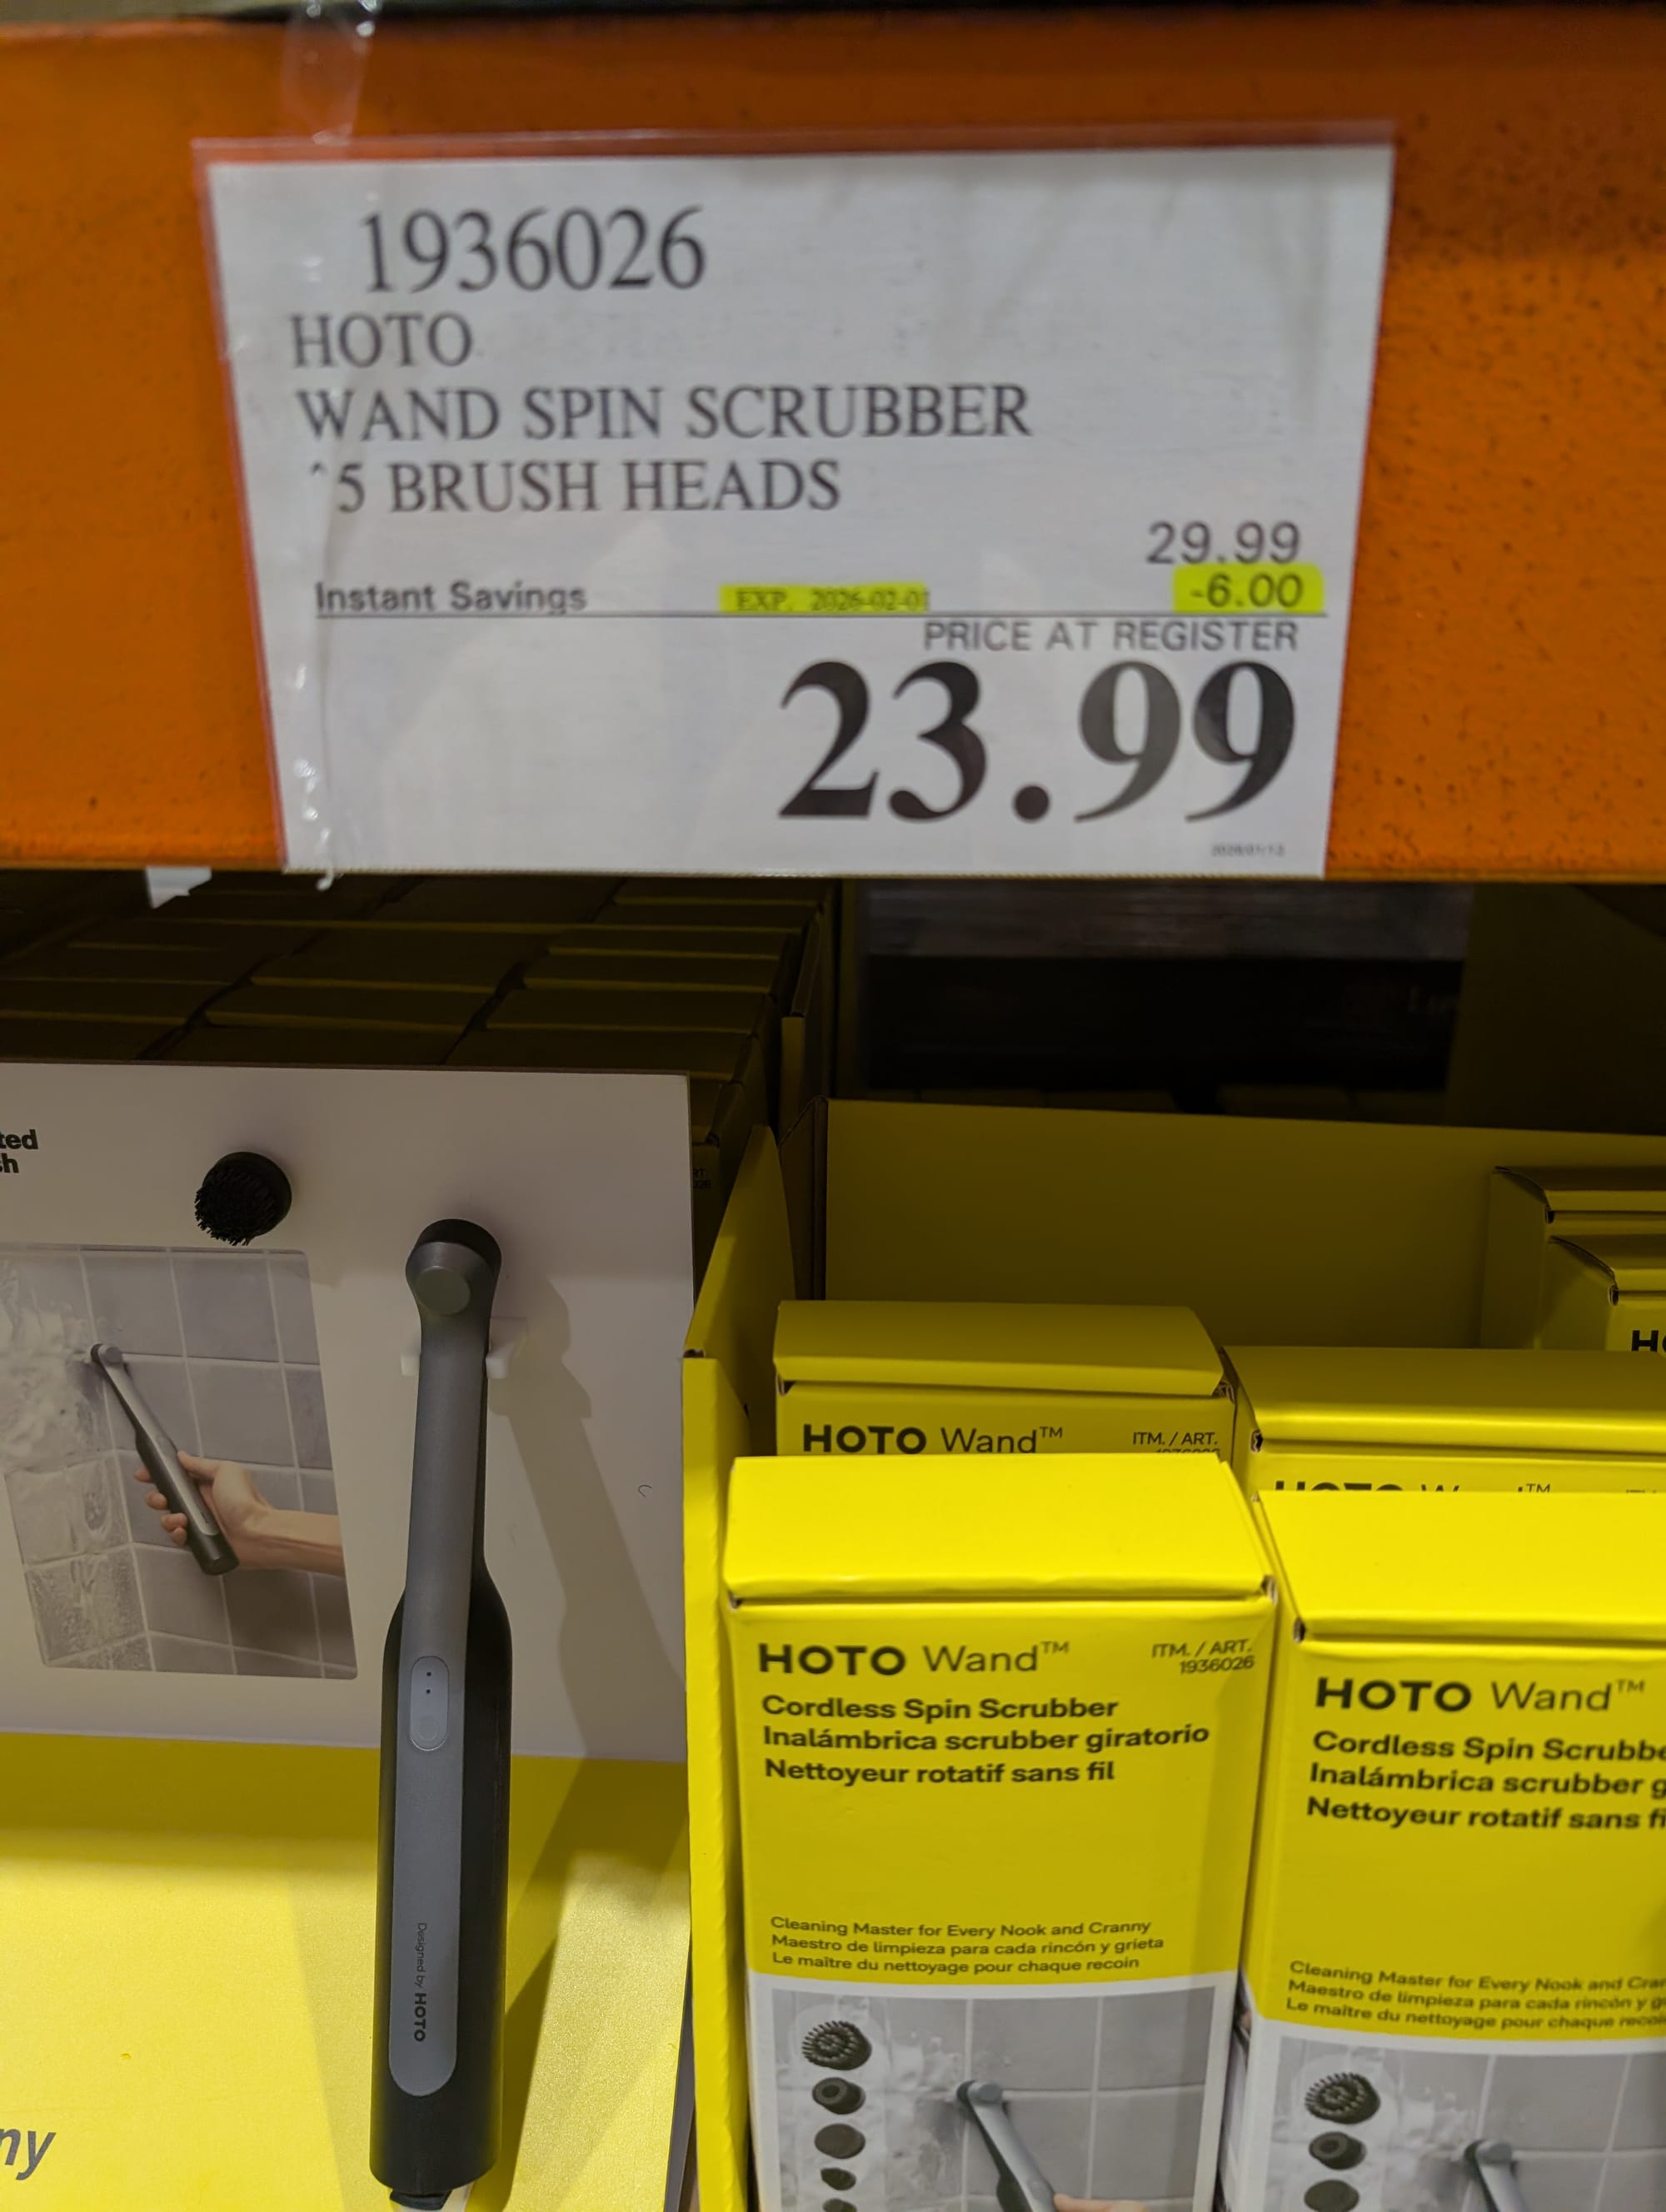 1936026
HOTO
WAND SPIN SCRUBBER
^5 BRUSH HEADS
29.99
Instant Savings EXP. 2026-02-01 -6.00
PRICE AT REGISTER
23.99
2026/01/13
HOTO Wand™ ITM. / ART.
HOTO Wand™ ITM. / ART.
1936026
Cordless Spin Scrubber
Inalámbrica scrubber giratorio
Nettoyeur rotatif sans fil
Cleaning Master for Every Nook and Cranny
Maestro de limpieza para cada rincón y grieta
Le maître du nettoyage pour chaque recoin
HOTO Wand™
Cordless Spin Scrubbe
Inalámbrica scrubber g
Nettoyeur rotatif sans fi
Cleaning Master for Every Nook and Cran
Maestro de limpieza para cada rincón y g
Le maître du nettoyage pour chaque recoi
Designed by HOTO